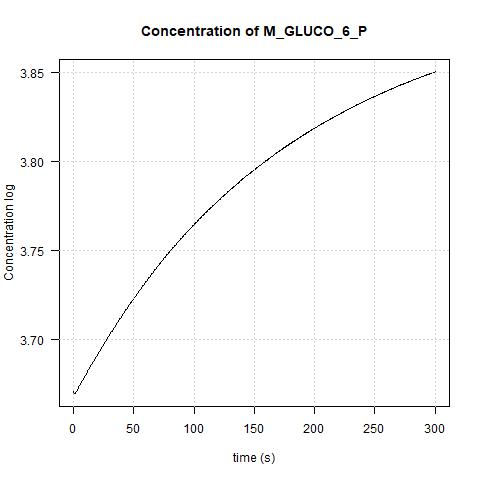 Concentration of M_GLUCO_6_P
Concentration log
3.85
3.80
3.75
3.70
0 50 100 150 200 250 300
time (s)